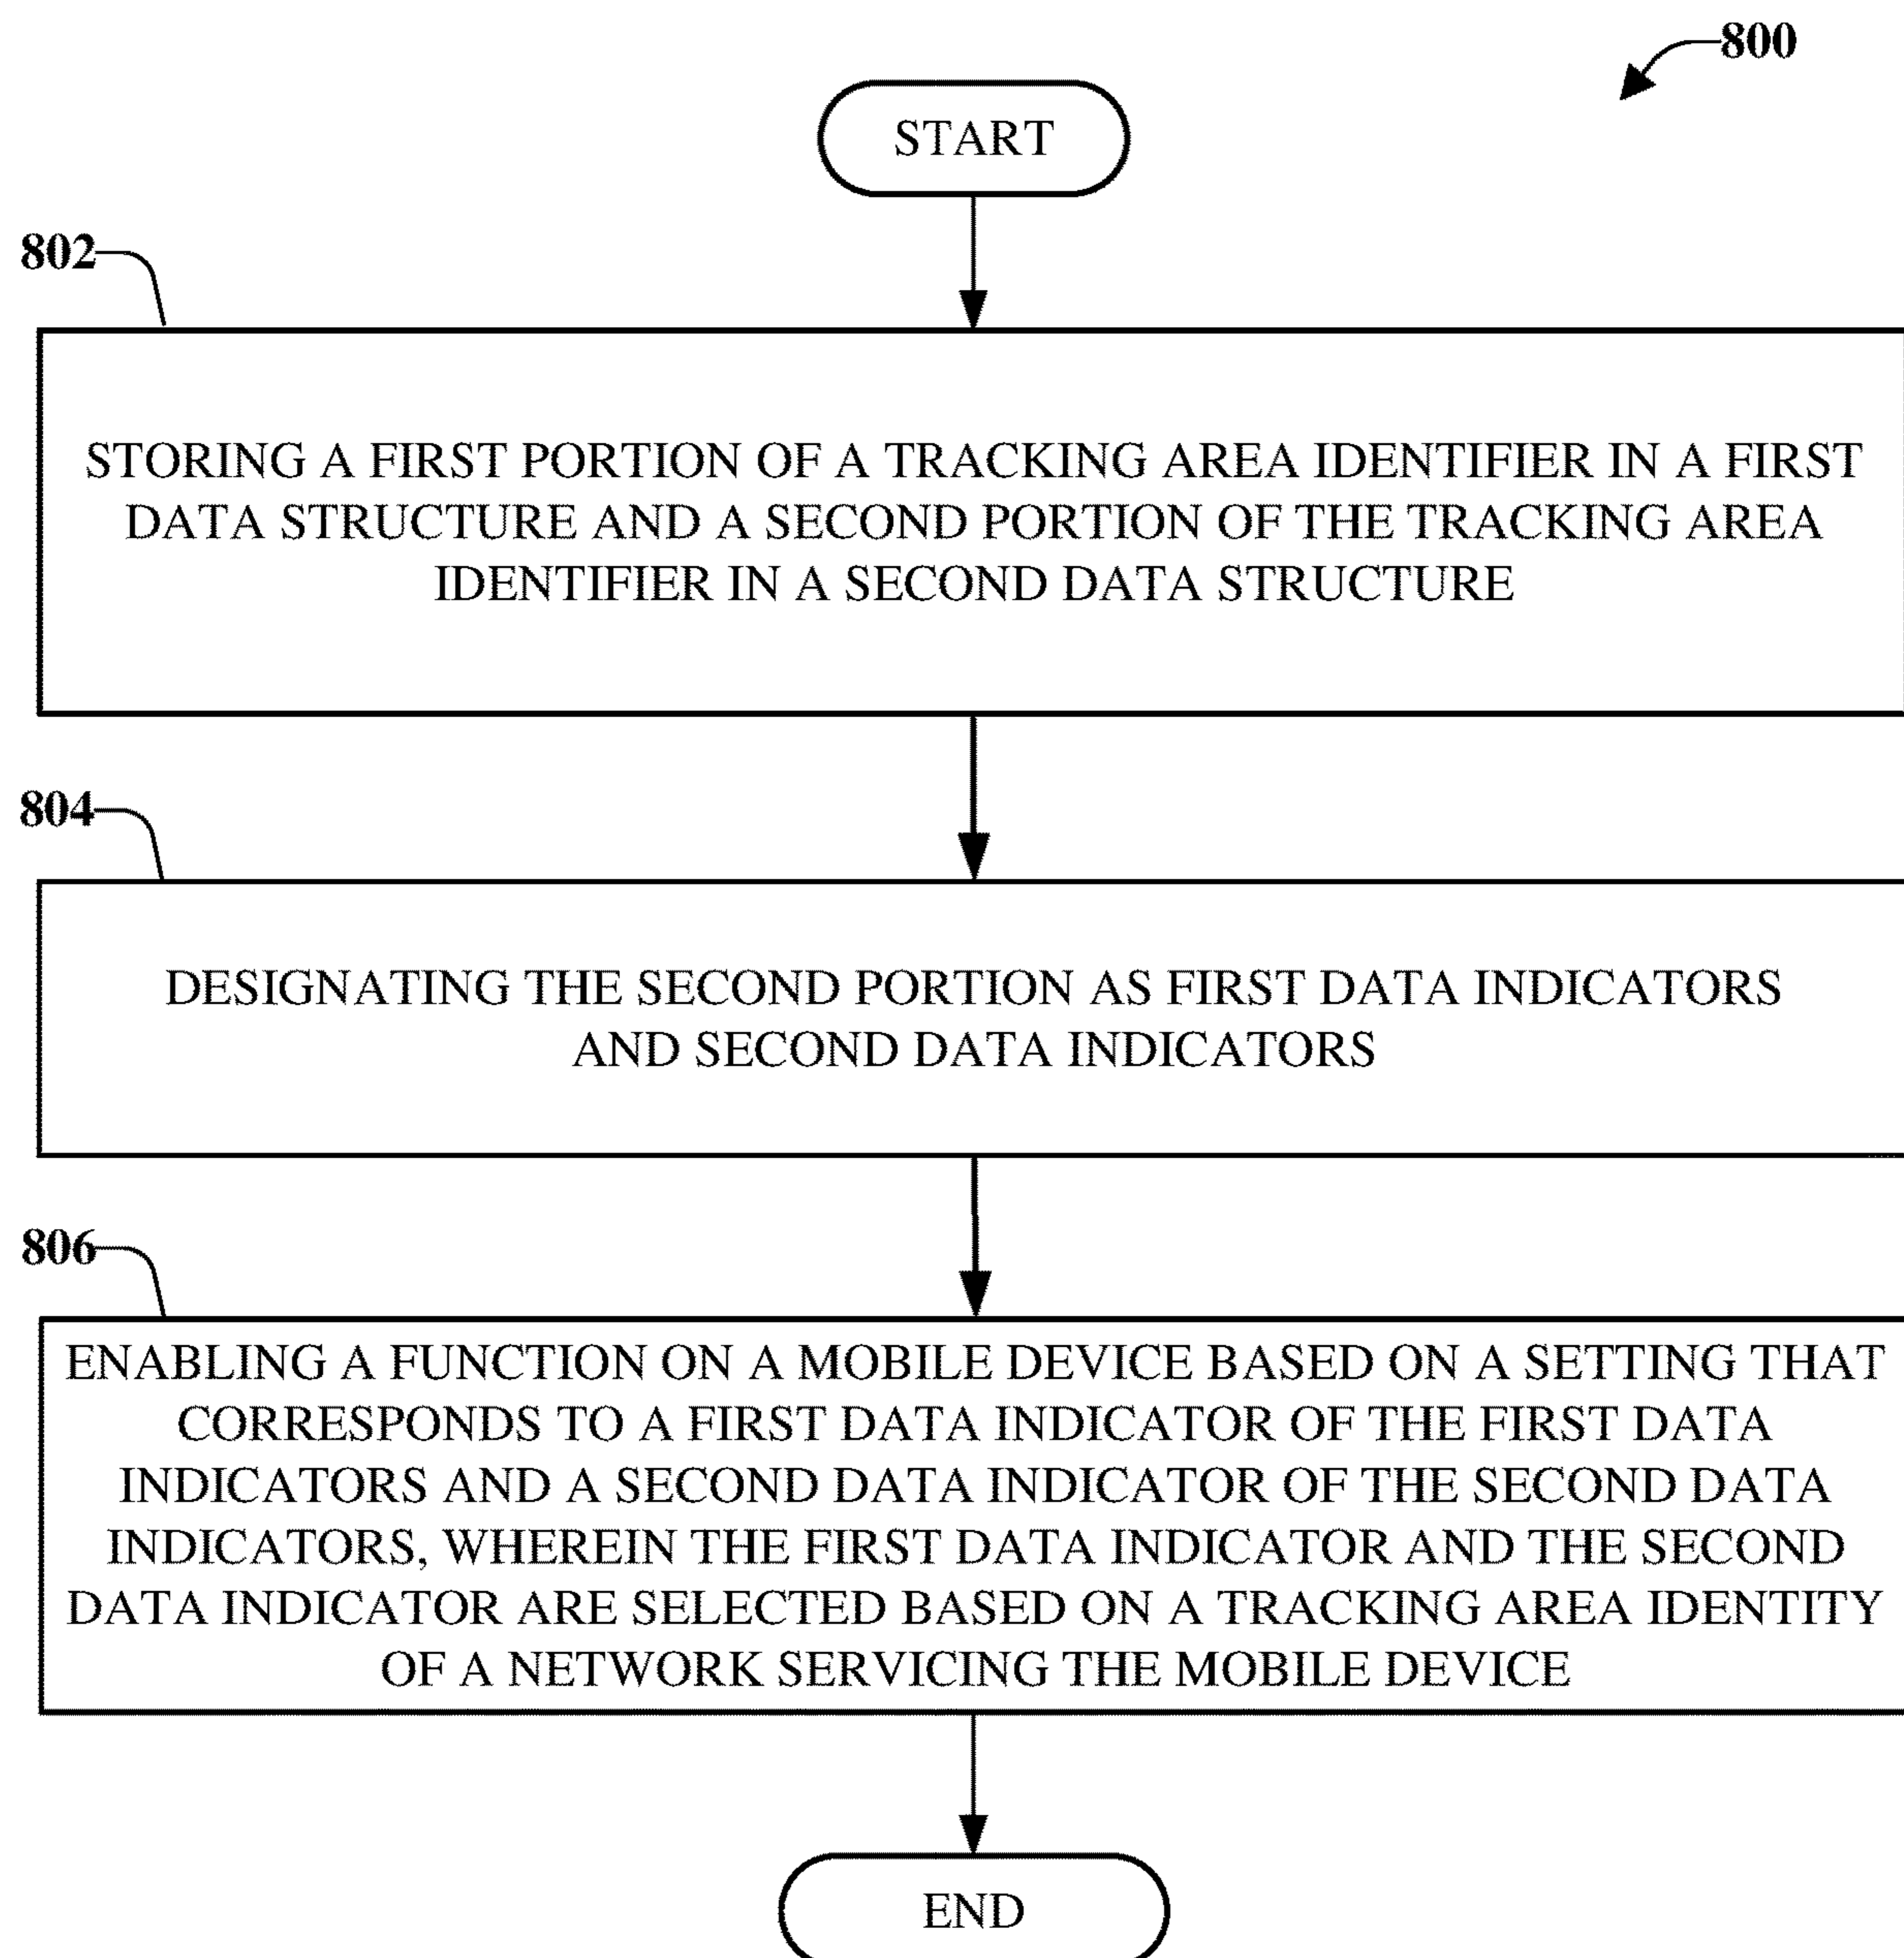 800
START
802
STORING A FIRST PORTION OF A TRACKING AREA IDENTIFIER IN A FIRST
DATA STRUCTURE AND A SECOND PORTION OF THE TRACKING AREA
IDENTIFIER IN A SECOND DATA STRUCTURE
804
DESIGNATING THE SECOND PORTION AS FIRST DATA INDICATORS
AND SECOND DATA INDICATORS
806
ENABLING A FUNCTION ON A MOBILE DEVICE BASED ON A SETTING THAT
CORRESPONDS TO A FIRST DATA INDICATOR OF THE FIRST DATA
INDICATORS AND A SECOND DATA INDICATOR OF THE SECOND DATA
INDICATORS, WHEREIN THE FIRST DATA INDICATOR AND THE SECOND
DATA INDICATOR ARE SELECTED BASED ON A TRACKING AREA IDENTITY
OF A NETWORK SERVICING THE MOBILE DEVICE
END